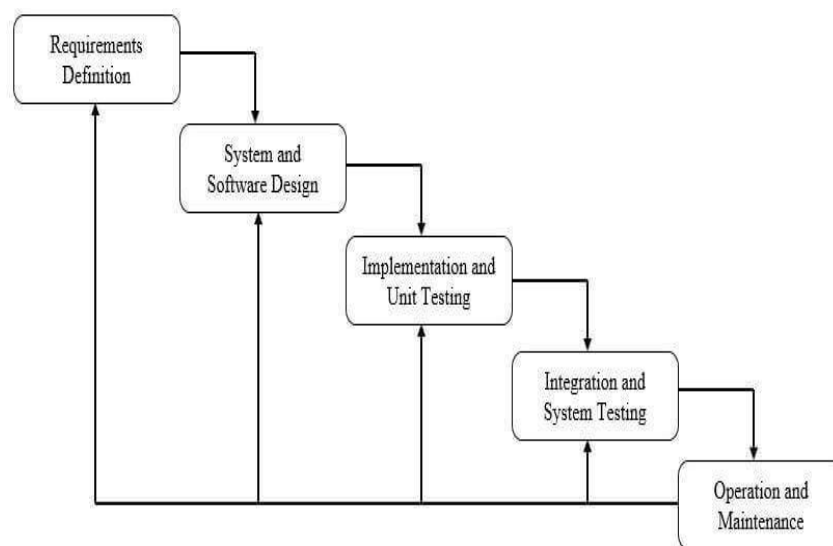 Requirements
Definition
System and
Software Design
Implementation and
Unit Testing
Integration and
System Testing
Operation and
Maintenance